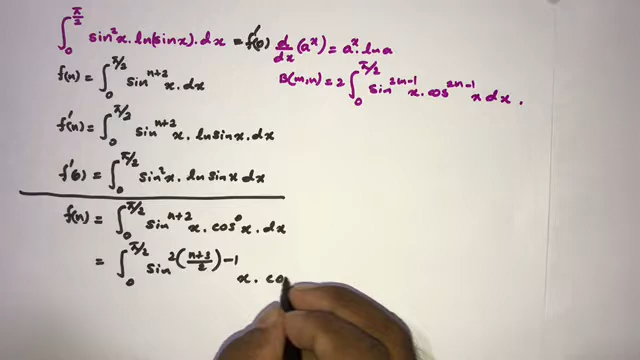 ∫₀^(π/2) sin²x . ln(sinx) . dx = f'(0)   d/dx (aˣ) = aˣ . ln a
f(n) = ∫₀^(π/2) sin^(n+2) x . dx   B(m,n) = 2 ∫₀^(π/2) sin^(2m-1) x . cos^(2n-1) x dx .
f'(n) = ∫₀^(π/2) sin^(n+2) x . ln sin x . dx
f'(0) = ∫₀^(π/2) sin²x . ln sin x dx
f(n) = ∫₀^(π/2) sin^(n+2) x . cos⁰x . dx
= ∫₀^(π/2) sin^(2((n+3)/2) - 1) x . co